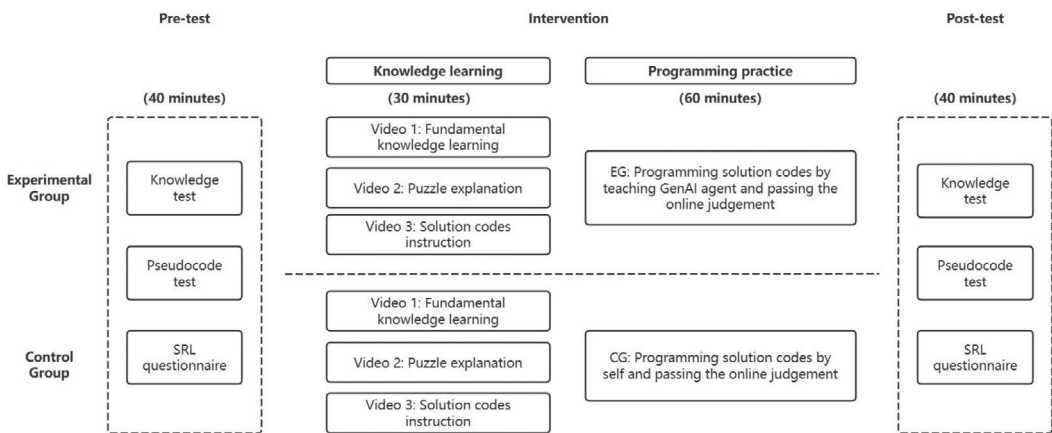 Pre-test
Intervention
Post-test
Knowledge learning
Programming practice
(40 minutes)
(30 minutes)
(60 minutes)
(40 minutes)
Experimental
Group
Knowledge
test
Pseudocode
test
SRL
questionnaire
Video 1: Fundamental
knowledge learning
Video 2: Puzzle explanation
Video 3: Solution codes
instruction
EG: Programming solution codes by
teaching GenAI agent and passing the
online judgement
Knowledge
test
Pseudocode
test
SRL
questionnaire
Control
Group
Video 1: Fundamental
knowledge learning
Video 2: Puzzle explanation
Video 3: Solution codes
instruction
CG: Programming solution codes by
self and passing the online judgement